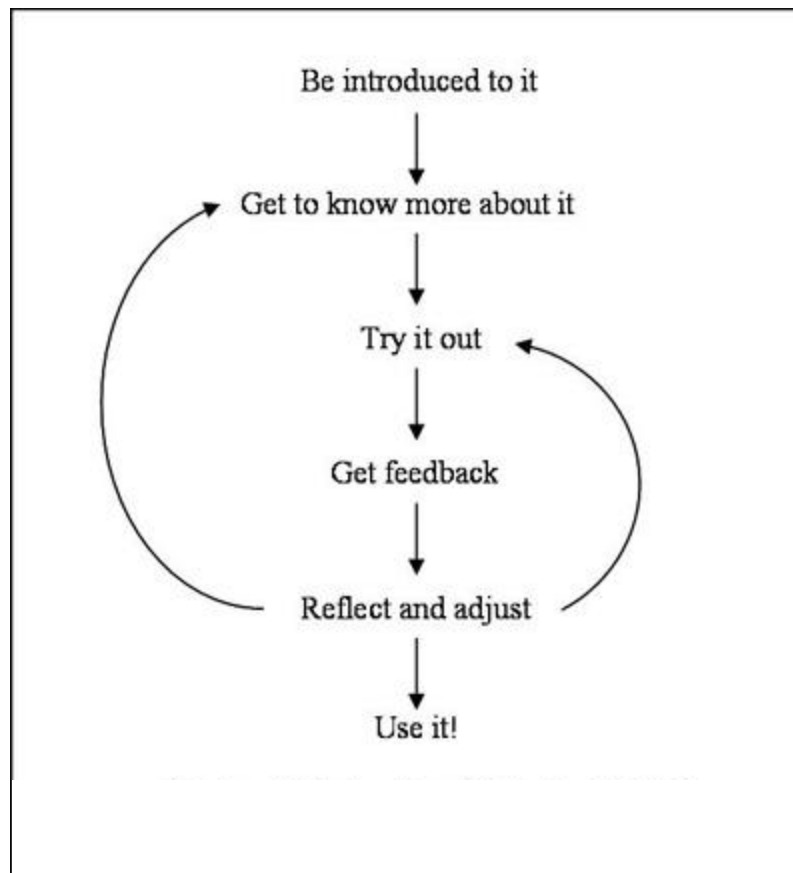 Be introduced to it
Get to know more about it
Try it out
Get feedback
Reflect and adjust
Use it!